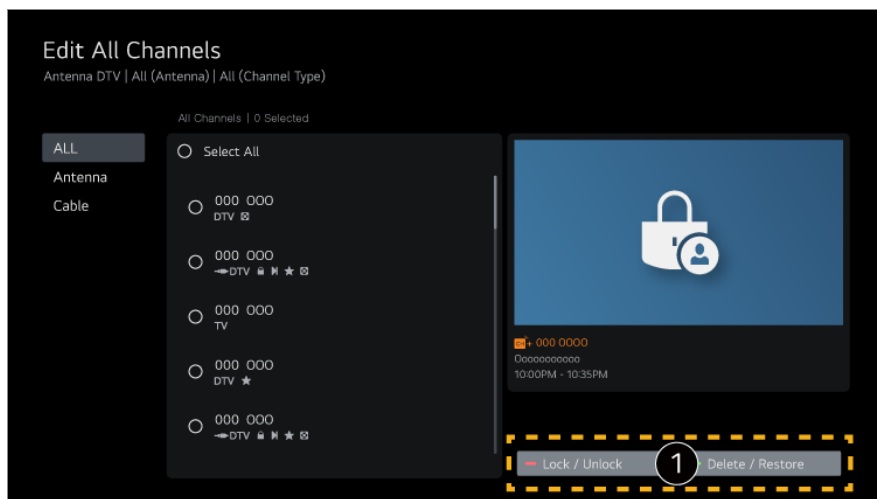 Edit All Channels
Antenna DTV | All (Antenna) | All (Channel Type)
All Channels | 0 Selected
ALL
Antenna
Cable
Select All
000 000
DTV
000 000
DTV
000 000
TV
000 000
DTV
000 000
DTV
CH+ 000 0000
Oooooooooo
10:00PM - 10:35PM
Lock / Unlock
1
Delete / Restore